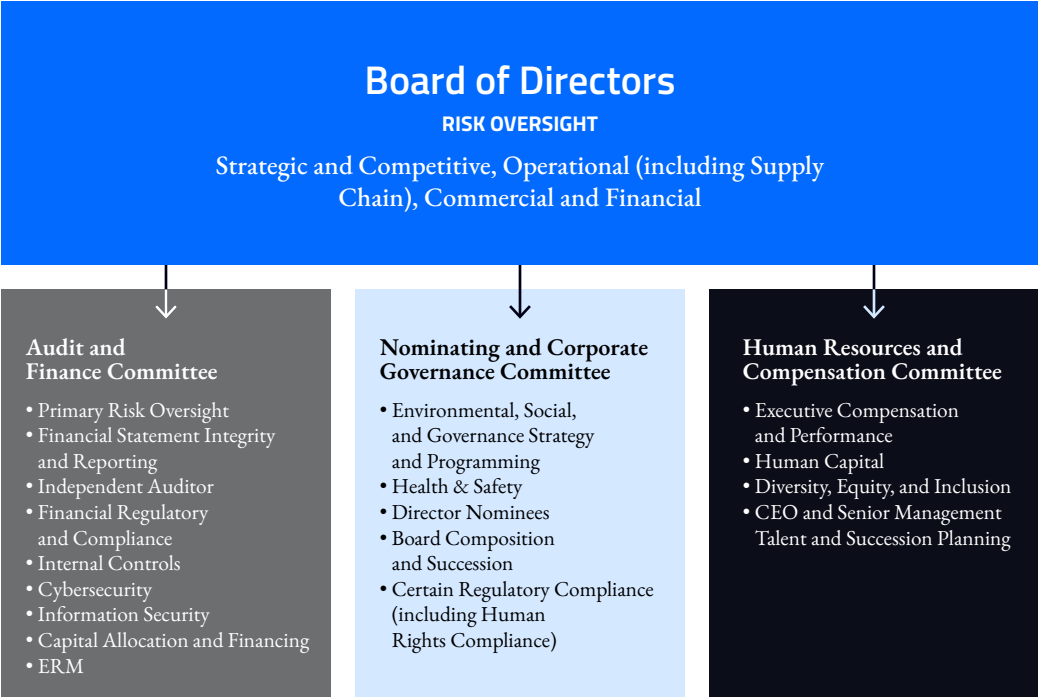 Board of Directors
RISK OVERSIGHT
Strategic and Competitive, Operational (including Supply
Chain), Commercial and Financial
Audit and
Finance Committee
• Primary Risk Oversight
• Financial Statement Integrity
and Reporting
• Independent Auditor
• Financial Regulatory
and Compliance
• Internal Controls
• Cybersecurity
• Information Security
• Capital Allocation and Financing
• ERM
Nominating and Corporate
Governance Committee
• Environmental, Social,
and Governance Strategy
and Programming
• Health & Safety
• Director Nominees
• Board Composition
and Succession
• Certain Regulatory Compliance
(including Human
Rights Compliance)
Human Resources and
Compensation Committee
• Executive Compensation
and Performance
• Human Capital
• Diversity, Equity, and Inclusion
• CEO and Senior Management
Talent and Succession Planning